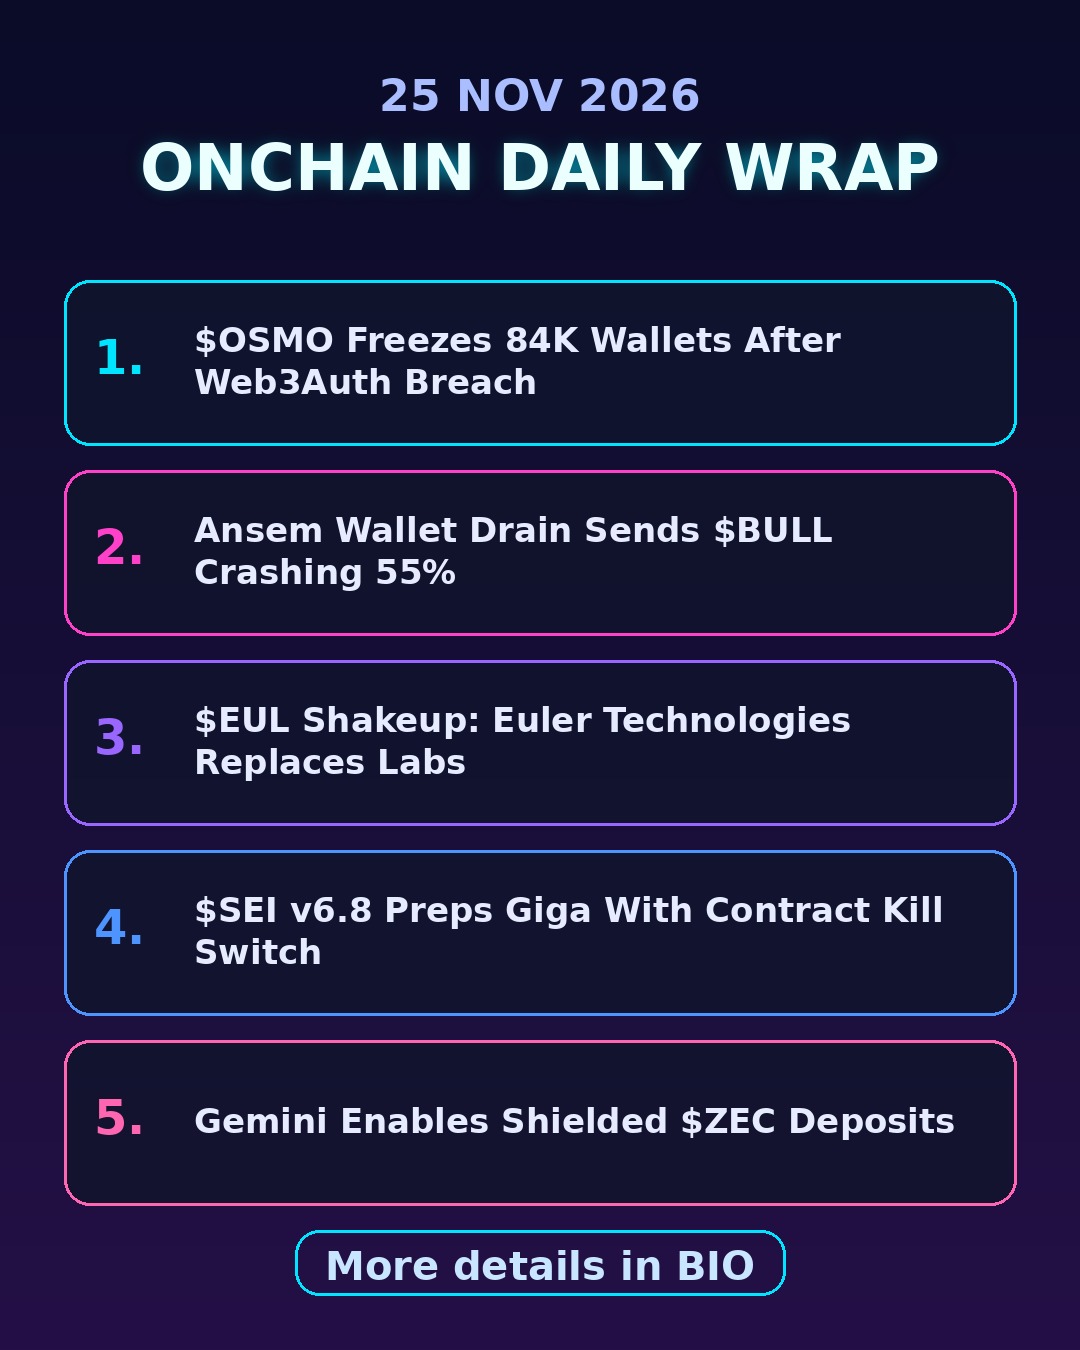 25 NOV 2026
ONCHAIN DAILY WRAP
1.
$OSMO Freezes 84K Wallets After
Web3Auth Breach
2.
Ansem Wallet Drain Sends $BULL
Crashing 55%
3.
$EUL Shakeup: Euler Technologies
Replaces Labs
4.
$SEI v6.8 Preps Giga With Contract Kill
Switch
5.
Gemini Enables Shielded $ZEC Deposits
More details in BIO